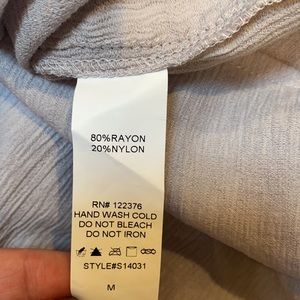 80%RAYON
20%NYLON
RN# 122376
HAND WASH COLD
DO NOT BLEACH
DO NOT IRON
STYLE#S14031
M